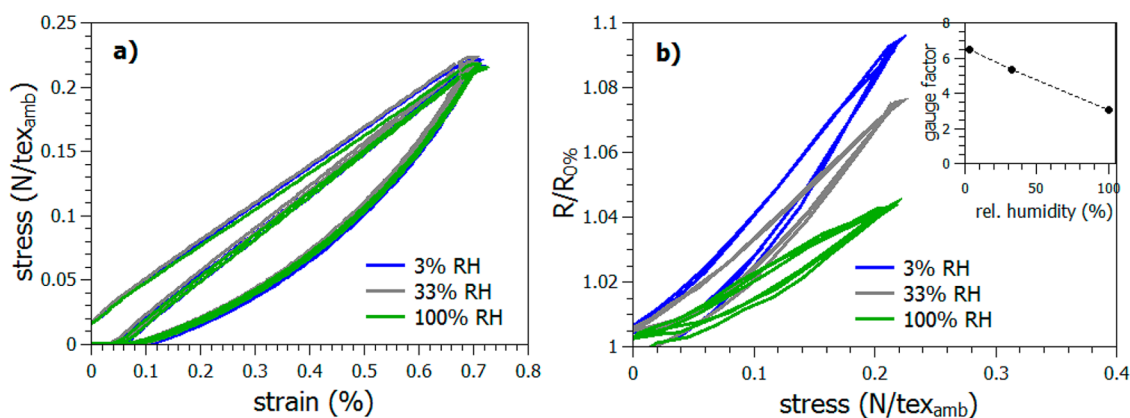 a)
stress (N/tex_amb)
0.25
0.2
0.15
0.1
0.05
0
3% RH
33% RH
100% RH
0 0.1 0.2 0.3 0.4 0.5 0.6 0.7 0.8
strain (%)
b)
R/R_0%
1.1
1.08
1.06
1.04
1.02
1
3% RH
33% RH
100% RH
0 0.1 0.2 0.3 0.4
stress (N/tex_amb)
gauge factor
8
6
4
2
0
0 50 100
rel. humidity (%)